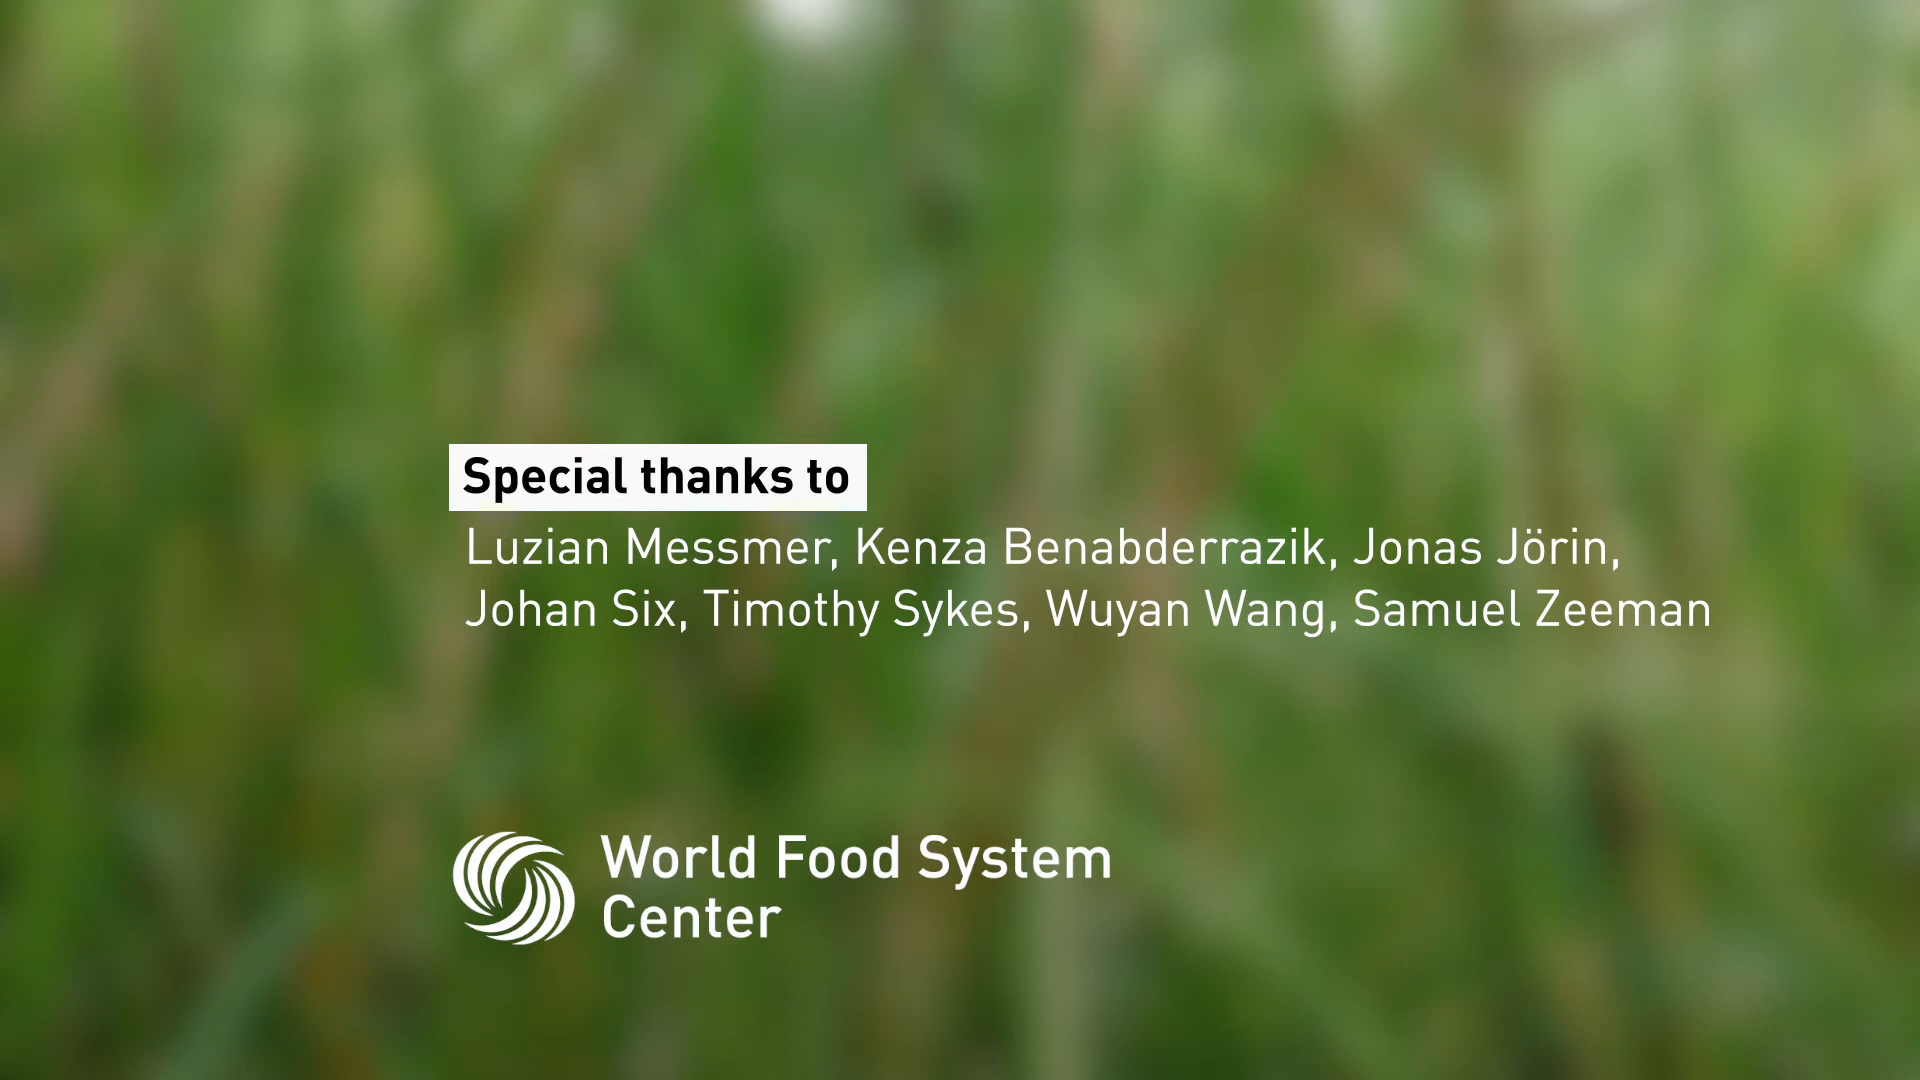 Special thanks to
Luzian Messmer, Kenza Benabderrazik, Jonas Jörin,
Johan Six, Timothy Sykes, Wuyan Wang, Samuel Zeeman
World Food System
Center